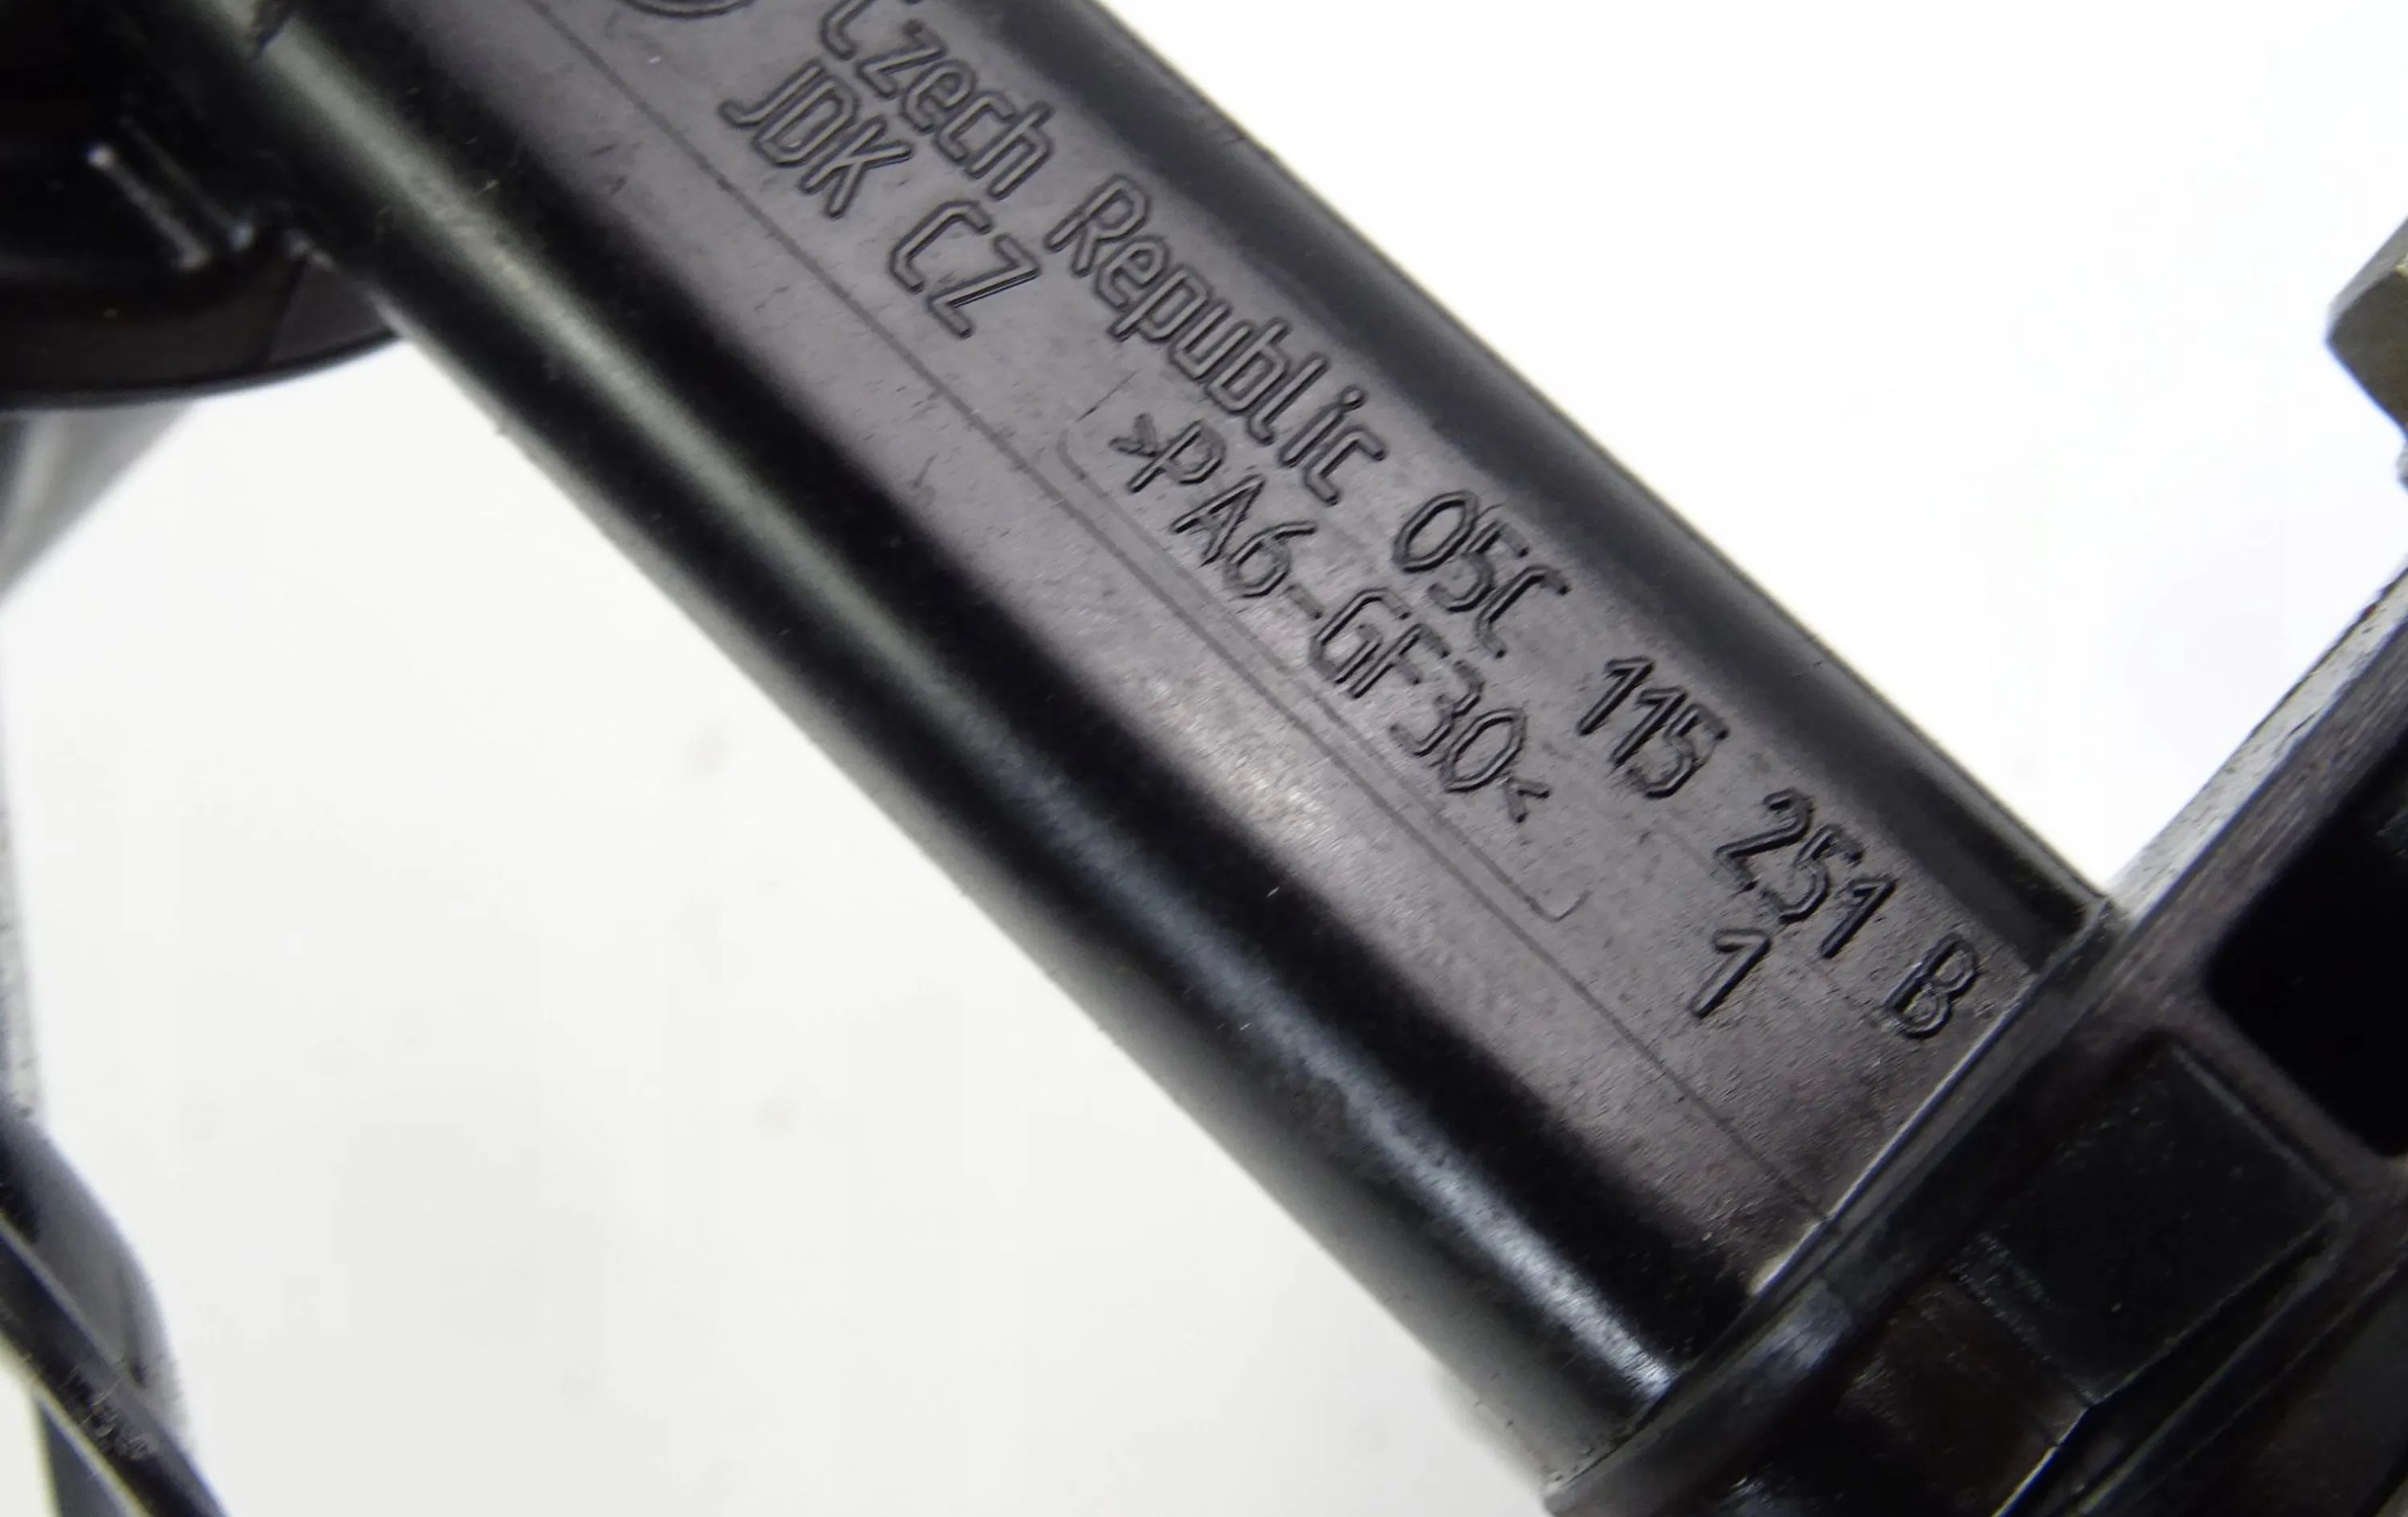 Czech Republic 05C 115 251 B
JDK CZ >PA6-GF30< 1